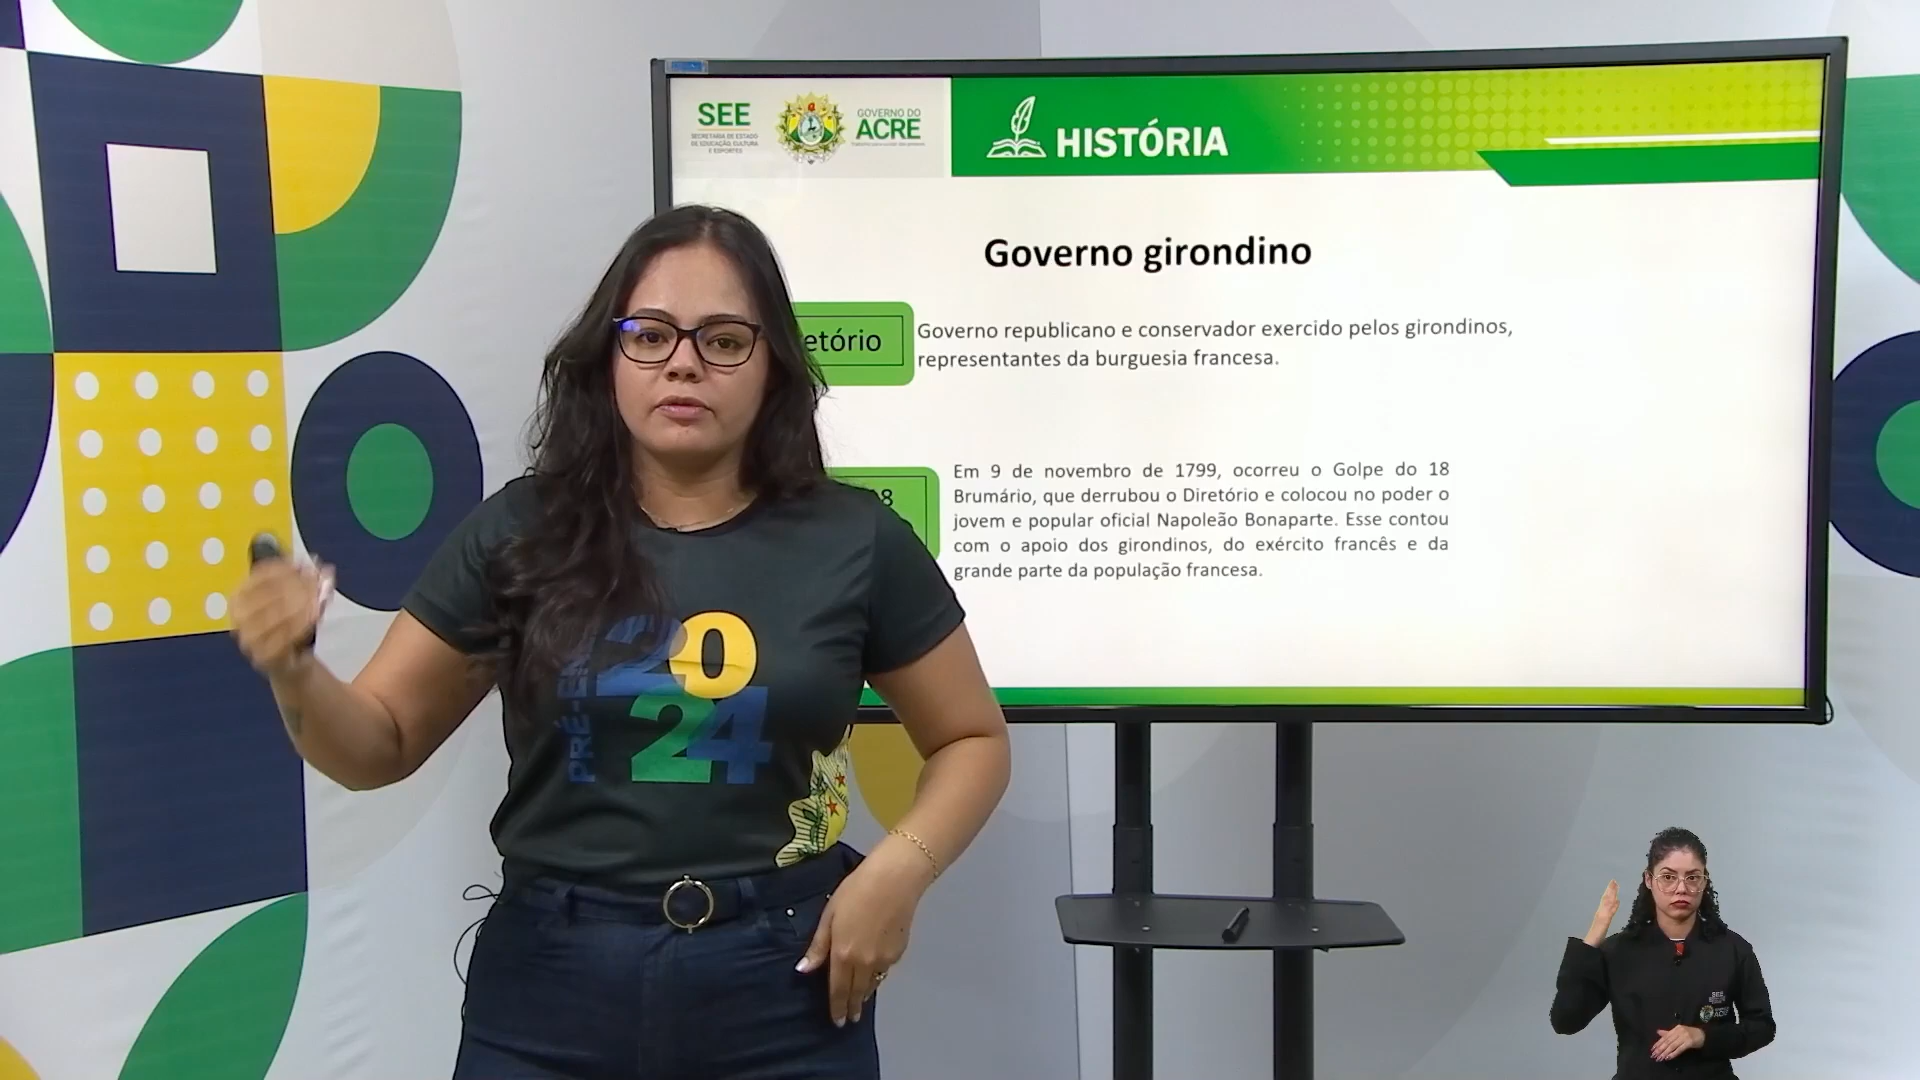 SEE
SECRETARIA DE ESTADO
DE EDUCAÇÃO, CULTURA
E ESPORTES
GOVERNO DO
ACRE
HISTÓRIA
Governo girondino
etório
Governo republicano e conservador exercido pelos girondinos,
representantes da burguesia francesa.
18
Em 9 de novembro de 1799, ocorreu o Golpe do 18
Brumário, que derrubou o Diretório e colocou no poder o
jovem e popular oficial Napoleão Bonaparte. Esse contou
com o apoio dos girondinos, do exército francês e da
grande parte da população francesa.
2024
SEE
ACRE